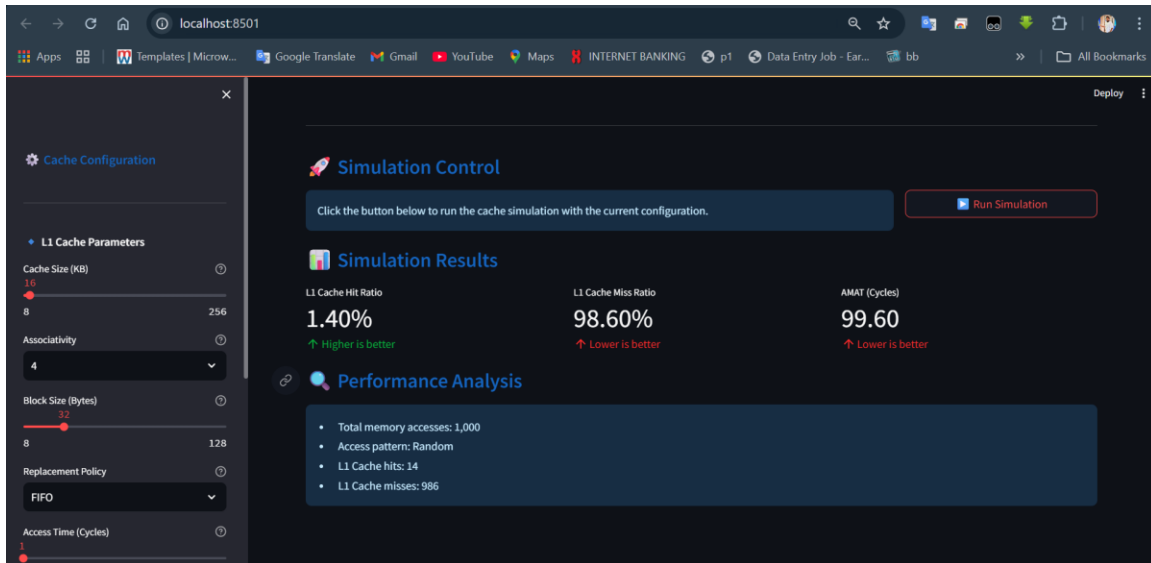 localhost:8501
Apps
Templates | Microw...
Google Translate
Gmail
YouTube
Maps
INTERNET BANKING
p1
Data Entry Job - Ear...
bb
»
All Bookmarks
Deploy
Cache Configuration
L1 Cache Parameters
Cache Size (KB)
16
8 256
Associativity
4
Block Size (Bytes)
32
8 128
Replacement Policy
FIFO
Access Time (Cycles)
1
Simulation Control
Click the button below to run the cache simulation with the current configuration.
Run Simulation
Simulation Results
L1 Cache Hit Ratio
1.40%
↑ Higher is better
L1 Cache Miss Ratio
98.60%
↑ Lower is better
AMAT (Cycles)
99.60
↑ Lower is better
Performance Analysis
• Total memory accesses: 1,000
• Access pattern: Random
• L1 Cache hits: 14
• L1 Cache misses: 986